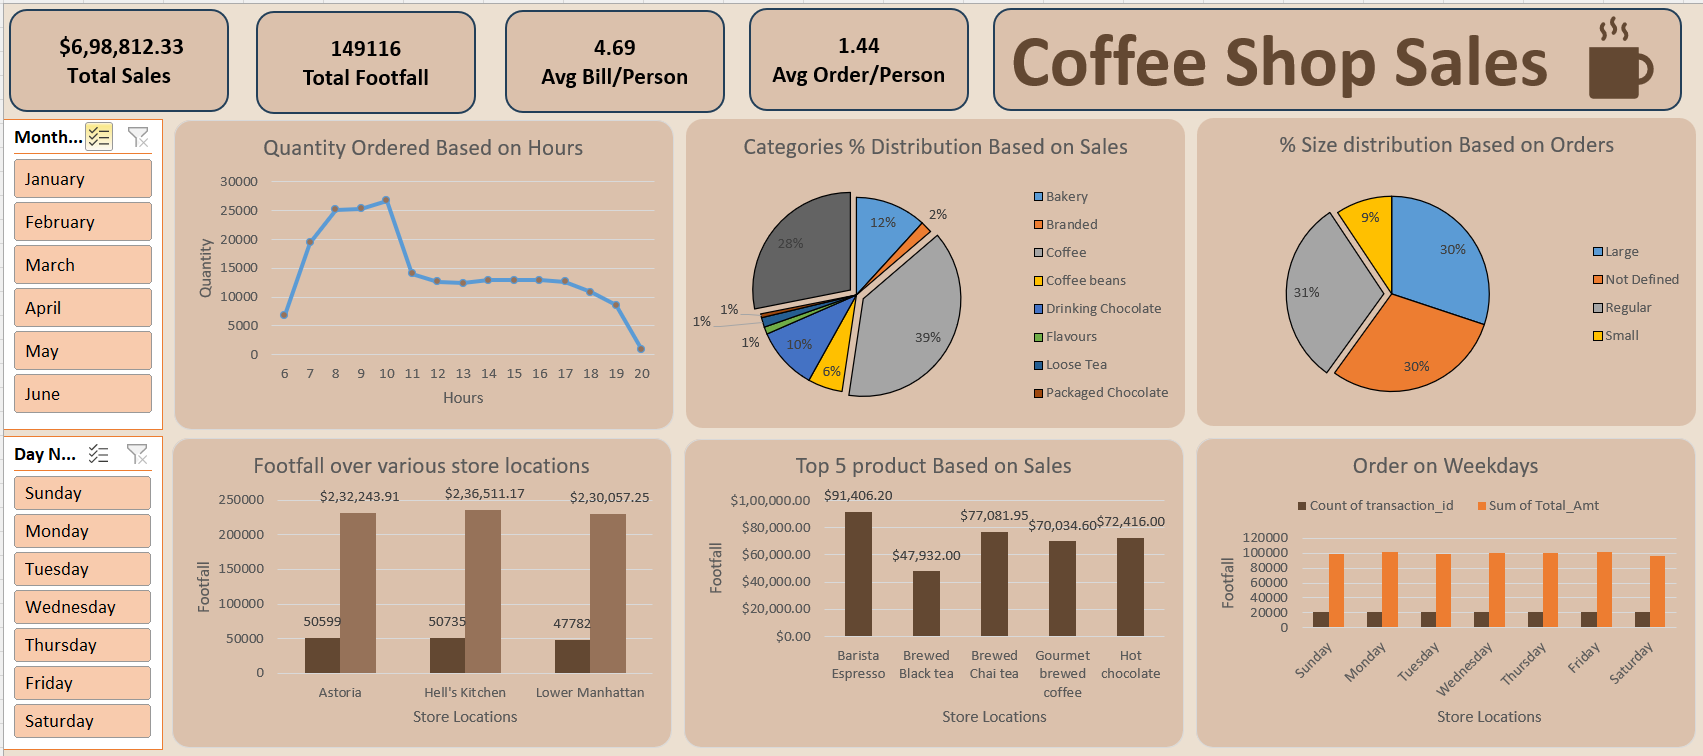 $6,98,812.33
Total Sales
149116
Total Footfall
4.69
Avg Bill/Person
1.44
Avg Order/Person
Coffee Shop Sales
Month...
January
February
March
April
May
June
Day N...
Sunday
Monday
Tuesday
Wednesday
Thursday
Friday
Saturday
Quantity Ordered Based on Hours
30000
25000
20000
15000
10000
5000
0
Quantity
6 7 8 9 10 11 12 13 14 15 16 17 18 19 20
Hours
Categories % Distribution Based on Sales
12%
2%
39%
6%
10%
1%
1%
1%
28%
Bakery
Branded
Coffee
Coffee beans
Drinking Chocolate
Flavours
Loose Tea
Packaged Chocolate
% Size distribution Based on Orders
30%
30%
31%
9%
Large
Not Defined
Regular
Small
Footfall over various store locations
250000
200000
150000
100000
50000
0
Footfall
$2,32,243.91
$2,36,511.17
$2,30,057.25
50599
50735
47782
Astoria Hell's Kitchen Lower Manhattan
Store Locations
Top 5 product Based on Sales
$1,00,000.00
$80,000.00
$60,000.00
$40,000.00
$20,000.00
$0.00
Footfall
$91,406.20
$47,932.00
$77,081.95
$70,034.60
$72,416.00
Barista
Espresso
Brewed
Black tea
Brewed
Chai tea
Gourmet
brewed
coffee
Hot
chocolate
Store Locations
Order on Weekdays
Count of transaction_id
Sum of Total_Amt
120000
100000
80000
60000
40000
20000
0
Footfall
Sunday
Monday
Tuesday
Wednesday
Thursday
Friday
Saturday
Store Locations